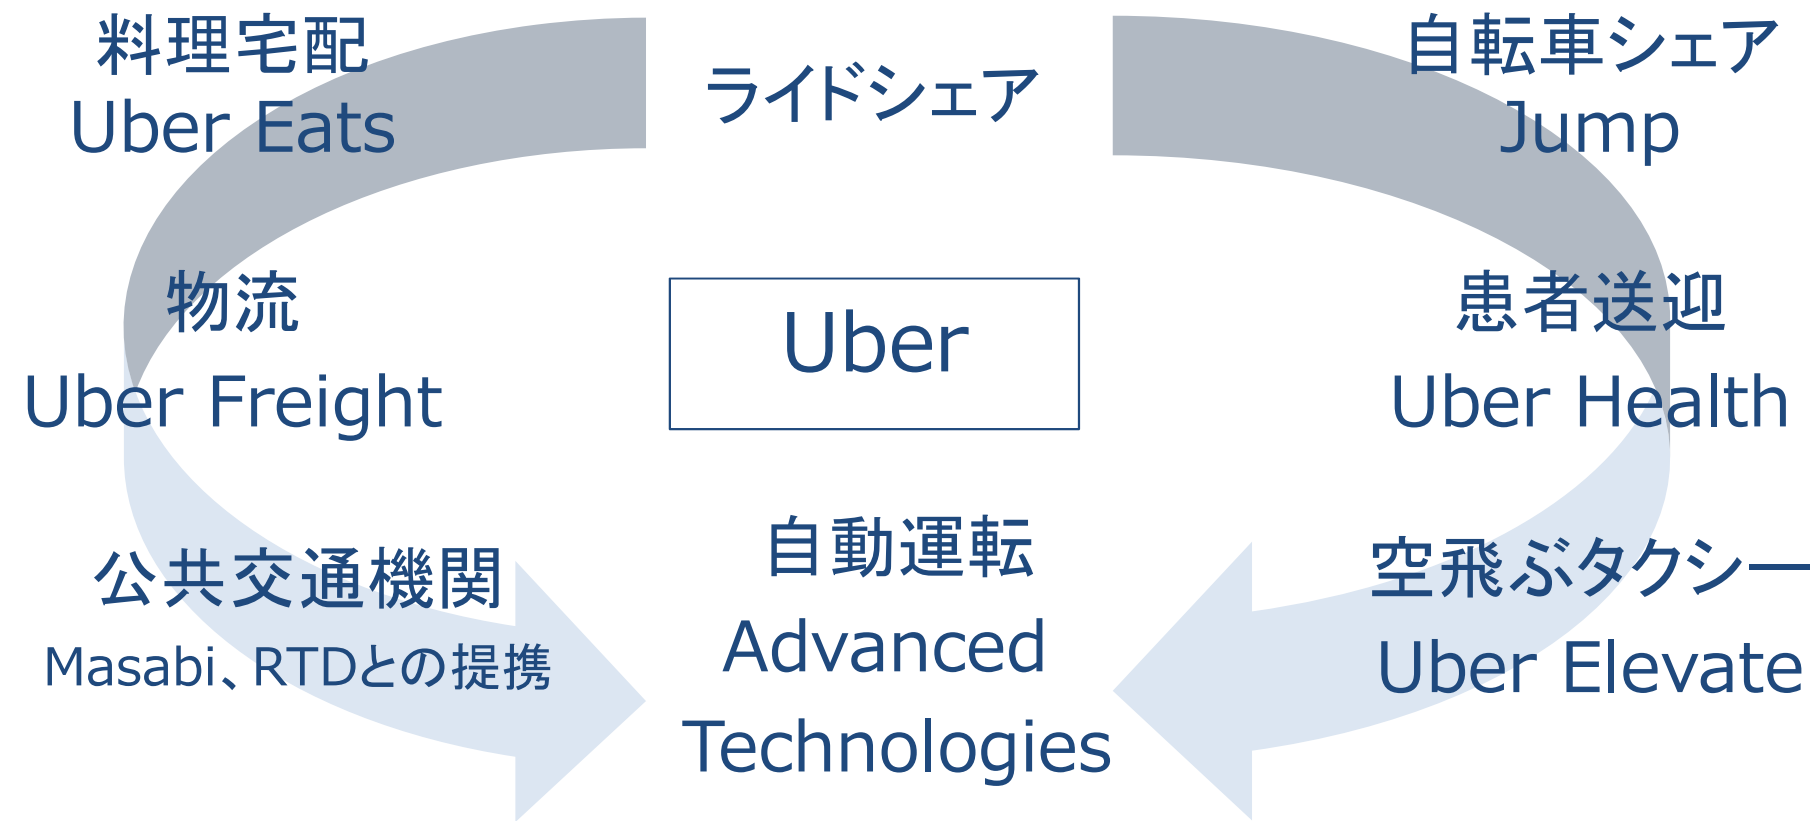 料理宅配
Uber Eats
ライドシェア
自転車シェア
Jump
物流
Uber Freight
Uber
患者送迎
Uber Health
公共交通機関
Masabi、RTDとの提携
自動運転
Advanced
Technologies
空飛ぶタクシー
Uber Elevate